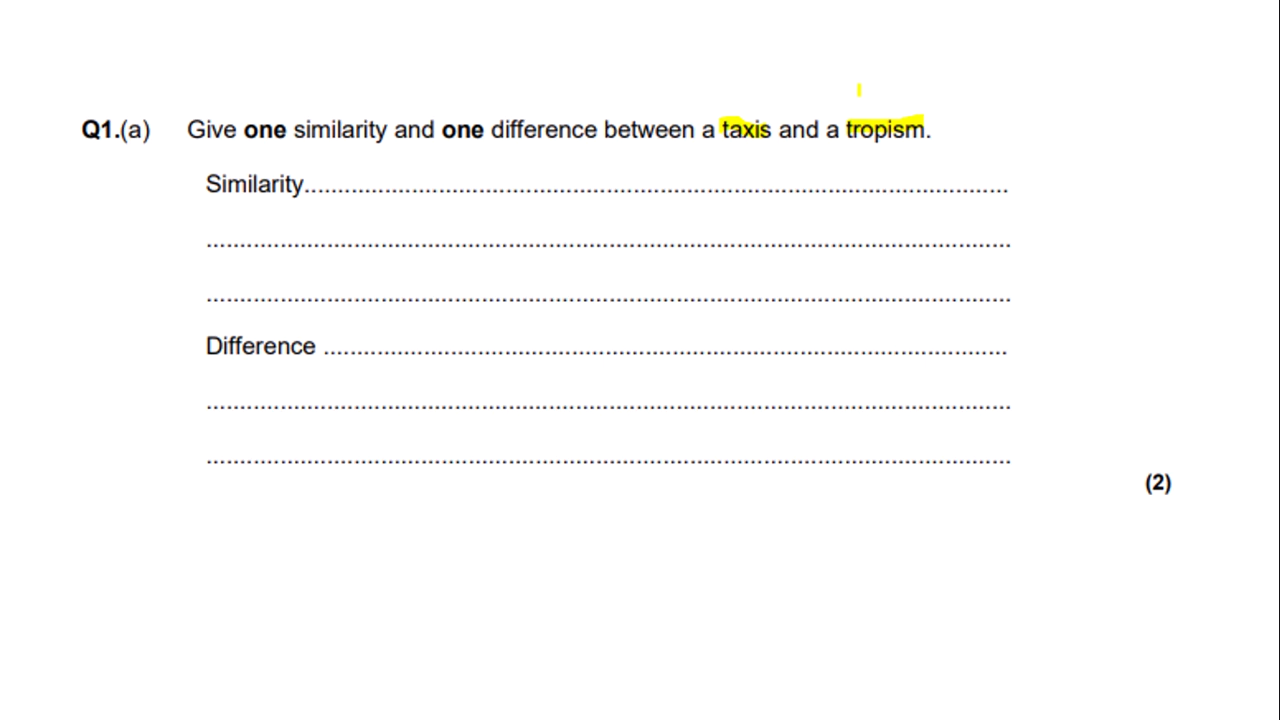 Q1.(a) Give one similarity and one difference between a taxis and a tropism.
Similarity................................................................................................................
........................................................................................................................
........................................................................................................................
Difference ......................................................................................................
........................................................................................................................
........................................................................................................................
(2)